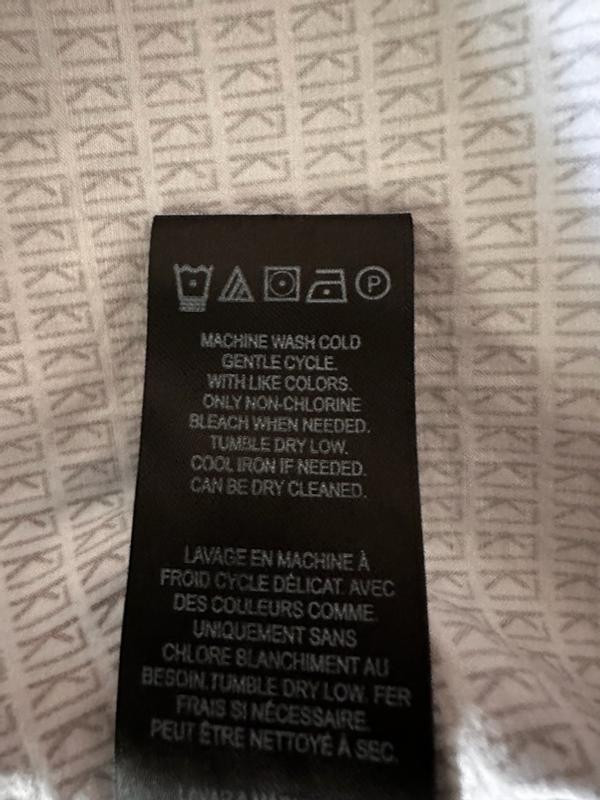 P
MACHINE WASH COLD
GENTLE CYCLE.
WITH LIKE COLORS.
ONLY NON-CHLORINE
BLEACH WHEN NEEDED.
TUMBLE DRY LOW.
COOL IRON IF NEEDED.
CAN BE DRY CLEANED.
LAVAGE EN MACHINE À
FROID CYCLE DÉLICAT. AVEC
DES COULEURS COMME.
UNIQUEMENT SANS
CHLORE BLANCHIMENT AU
BESOIN.TUMBLE DRY LOW. FER
FRAIS SI NÉCESSAIRE.
PEUT ÊTRE NETTOYÉ À SEC.